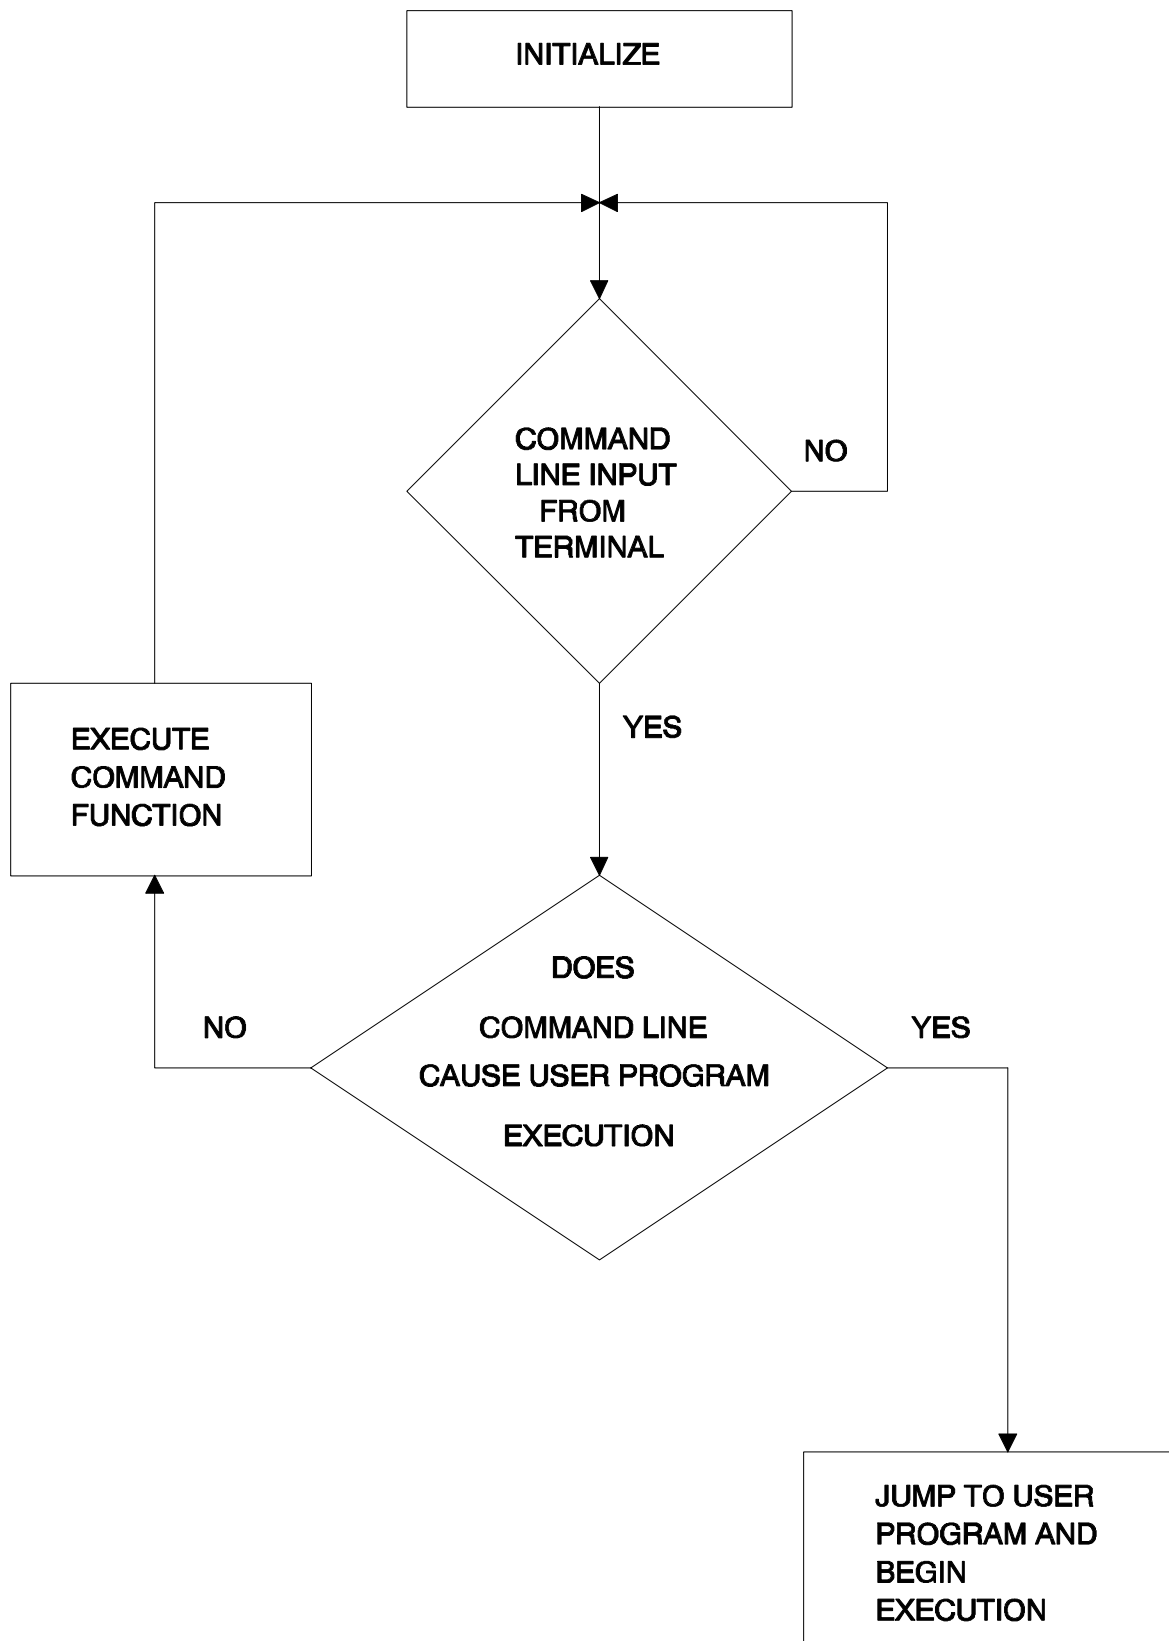 INITIALIZE
COMMAND
LINE INPUT
FROM
TERMINAL
NO
YES
EXECUTE
COMMAND
FUNCTION
DOES
COMMAND LINE
CAUSE USER PROGRAM
EXECUTION
NO
YES
JUMP TO USER
PROGRAM AND
BEGIN
EXECUTION